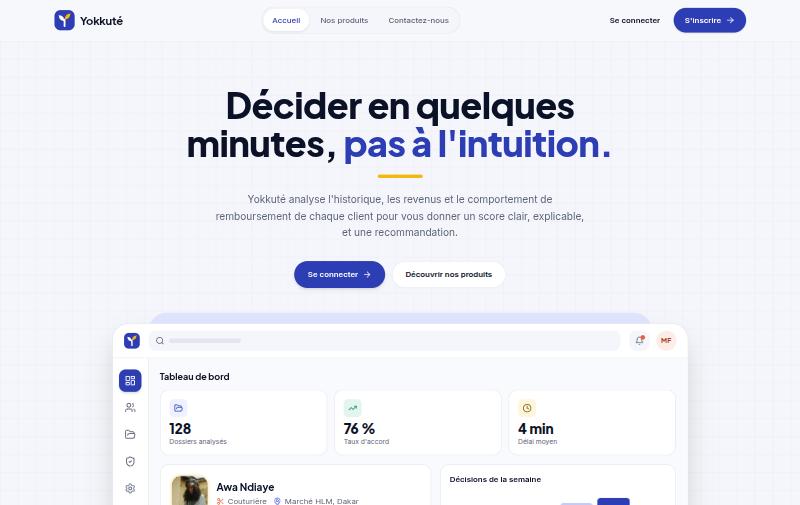 Yokkuté
Accueil Nos produits Contactez-nous
Se connecter S'inscrire
Décider en quelques
minutes, pas à l'intuition.
Yokkuté analyse l'historique, les revenus et le comportement de
remboursement de chaque client pour vous donner un score clair, explicable,
et une recommandation.
Se connecter Découvrir nos produits
MF
Tableau de bord
128
Dossiers analysés
76 %
Taux d'accord
4 min
Délai moyen
Awa Ndiaye
Couturière Marché HLM, Dakar
Décisions de la semaine